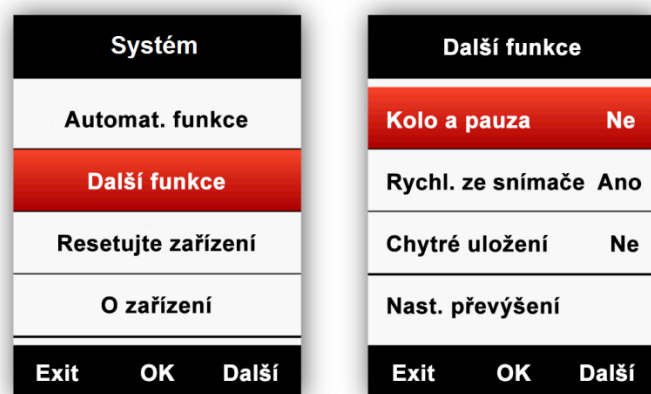 Systém
Automat. funkce
Další funkce
Resetujte zařízení
O zařízení
Exit OK Další
Další funkce
Kolo a pauza Ne
Rychl. ze snímače Ano
Chytré uložení Ne
Nast. převýšení
Exit OK Další